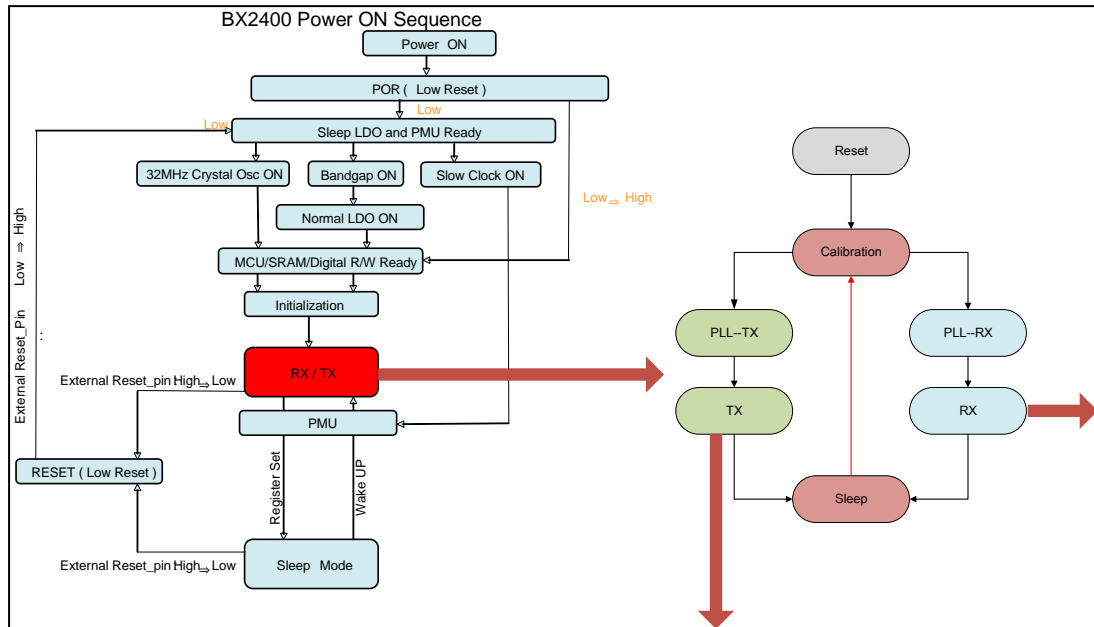 BX2400 Power ON Sequence
Power ON
POR ( Low Reset )
Low
Low
Sleep LDO and PMU Ready
32MHz Crystal Osc ON
Bandgap ON
Slow Clock ON
Low⇒ High
Normal LDO ON
MCU/SRAM/Digital R/W Ready
Initialization
External Reset_Pin Low ⇒ High
:
RX / TX
External Reset_pin High⇒Low
PMU
RESET ( Low Reset )
Register Set
Wake UP
Sleep Mode
External Reset_pin High⇒Low
Reset
Calibration
PLL--TX
PLL--RX
TX
RX
Sleep